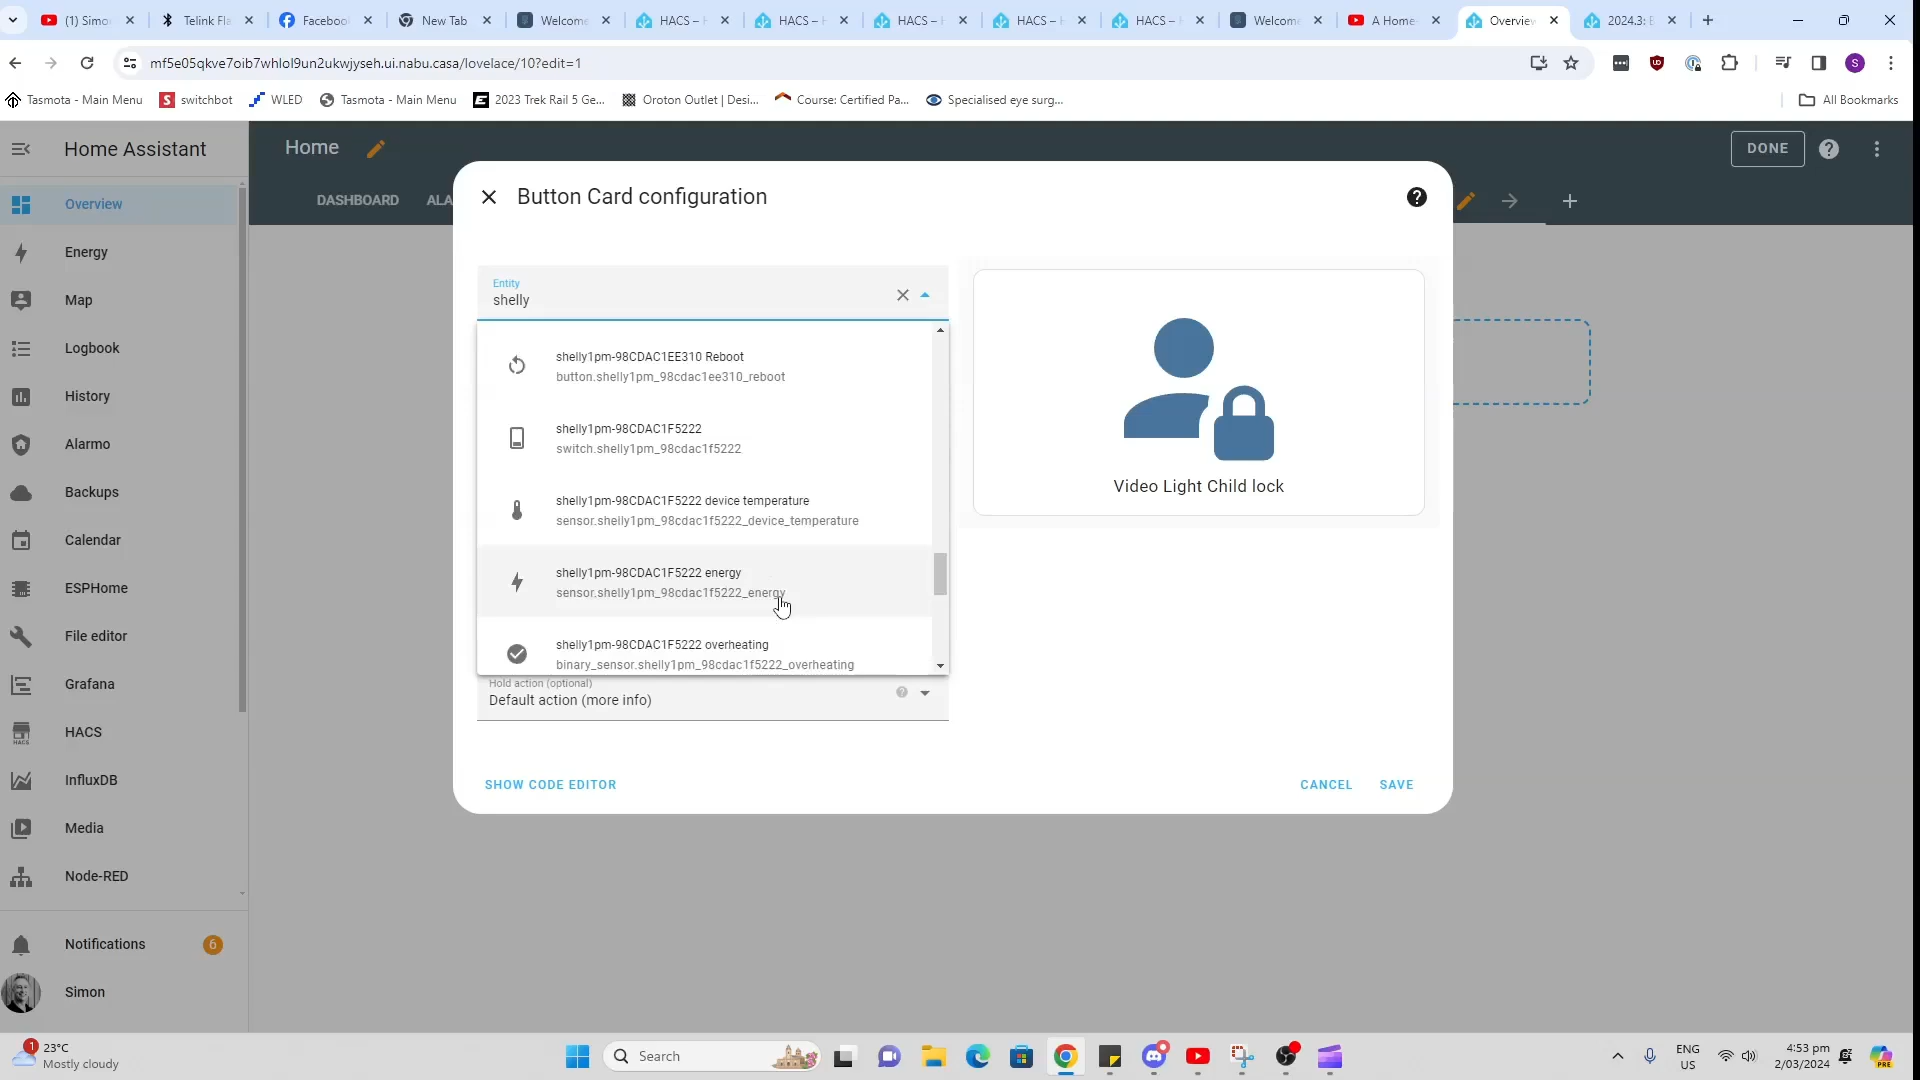 (1) Simo
Telink Fla
Facebook
New Tab
Welcome
HACS –
HACS –
HACS –
HACS –
HACS –
Welcome
A Home
Overview
2024.3:
mf5e05qkve7oib7whlol9un2ukwjyseh.ui.nabu.casa/lovelace/10?edit=1
S
Tasmota - Main Menu
switchbot
WLED
Tasmota - Main Menu
2023 Trek Rail 5 Ge...
Oroton Outlet | Desi...
Course: Certified Pa...
Specialised eye surg...
All Bookmarks
Home Assistant
Home
DONE
DASHBOARD
ALA
Overview
Energy
Map
Logbook
History
Alarmo
Backups
Calendar
ESPHome
File editor
Grafana
HACS
InfluxDB
Media
Node-RED
Notifications
6
Simon
Button Card configuration
Entity
shelly
shelly1pm-98CDAC1EE310 Reboot
button.shelly1pm_98cdac1ee310_reboot
shelly1pm-98CDAC1F5222
switch.shelly1pm_98cdac1f5222
shelly1pm-98CDAC1F5222 device temperature
sensor.shelly1pm_98cdac1f5222_device_temperature
shelly1pm-98CDAC1F5222 energy
sensor.shelly1pm_98cdac1f5222_energy
shelly1pm-98CDAC1F5222 overheating
binary_sensor.shelly1pm_98cdac1f5222_overheating
Hold action (optional)
Default action (more info)
Video Light Child lock
SHOW CODE EDITOR
CANCEL
SAVE
1
23°C
Mostly cloudy
Search
ENG
US
4:53 pm
2/03/2024